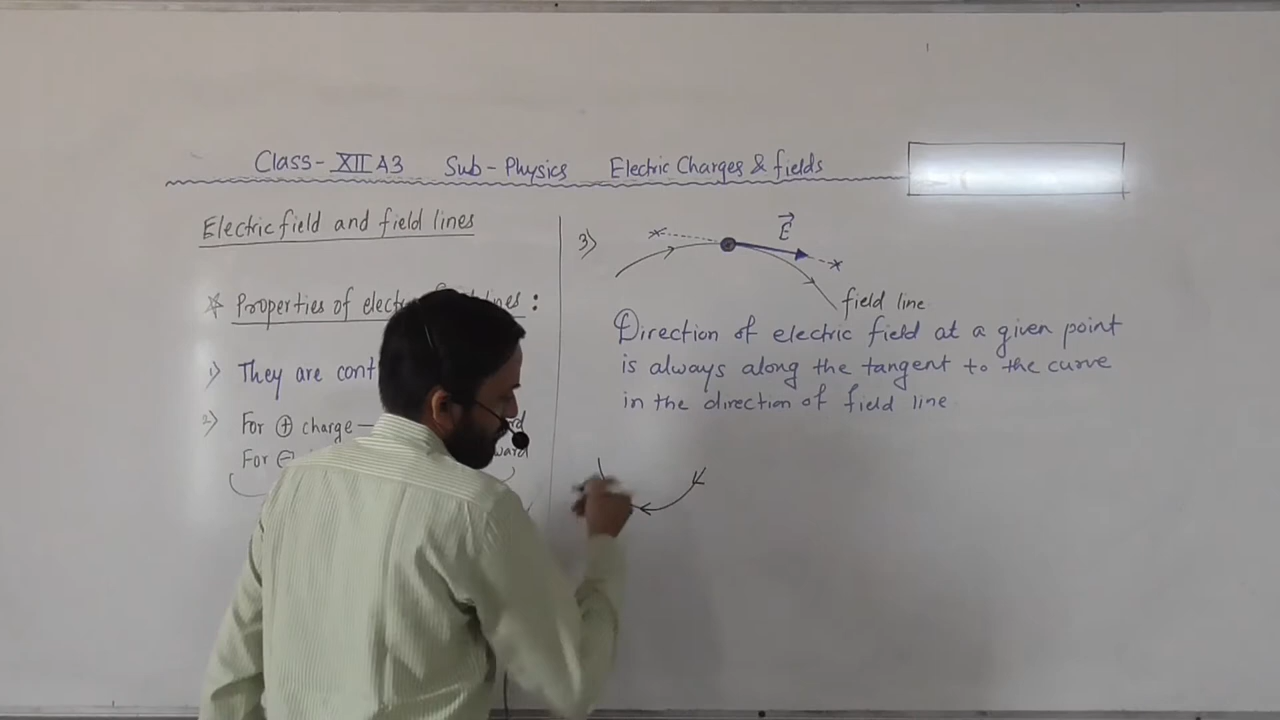 Class - XII A3 Sub - Physics Electric Charges & fields
Electric field and field lines
☆ Properties of lines :
1) They are
2) For ⊕ charge —
For ⊖
3) E
field line
Direction of electric field at a given point
is always along the tangent to the curve
in the direction of field line